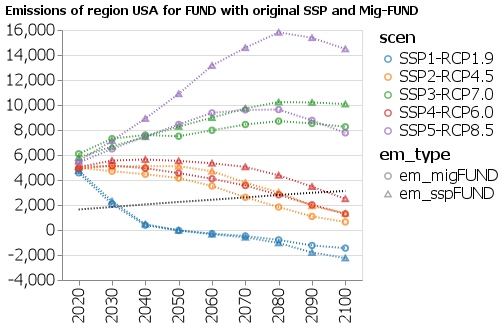 Emissions of region USA for FUND with original SSP and Mig-FUND
16,000
14,000
12,000
10,000
8,000
6,000
4,000
2,000
0
-2,000
-4,000
2020
2030
2040
2050
2060
2070
2080
2090
2100
scen
SSP1-RCP1.9
SSP2-RCP4.5
SSP3-RCP7.0
SSP4-RCP6.0
SSP5-RCP8.5
em_type
em_migFUND
em_sspFUND